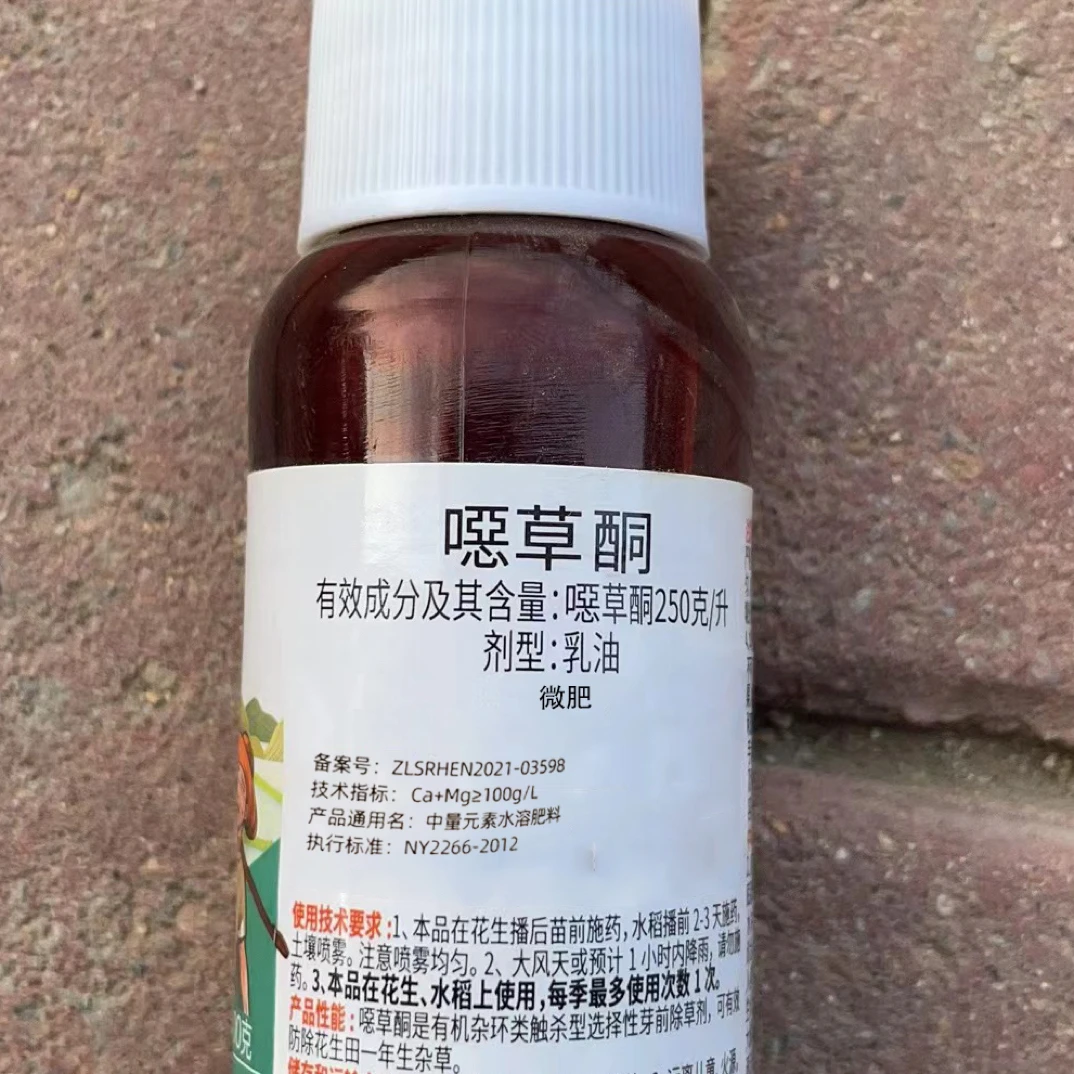 噁草酮
有效成分及其含量:噁草酮250克/升
剂型:乳油
微肥
备案号: ZLSRHEN2021-03598
技术指标: Ca+Mg≥100g/L
产品通用名: 中量元素水溶肥料
执行标准: NY2266-2012
使用技术要求:1、本品在花生播后苗前施药,水稻播前 2-3 天施药,
土壤喷雾。注意喷雾均匀。2、大风天或预计 1 小时内降雨,请勿施
药。3、本品在花生、水稻上使用,每季最多使用次数 1 次。
产品性能:噁草酮是有机杂环类触杀型选择性芽前除草剂,可有效
防除花生田一年生杂草。
0克